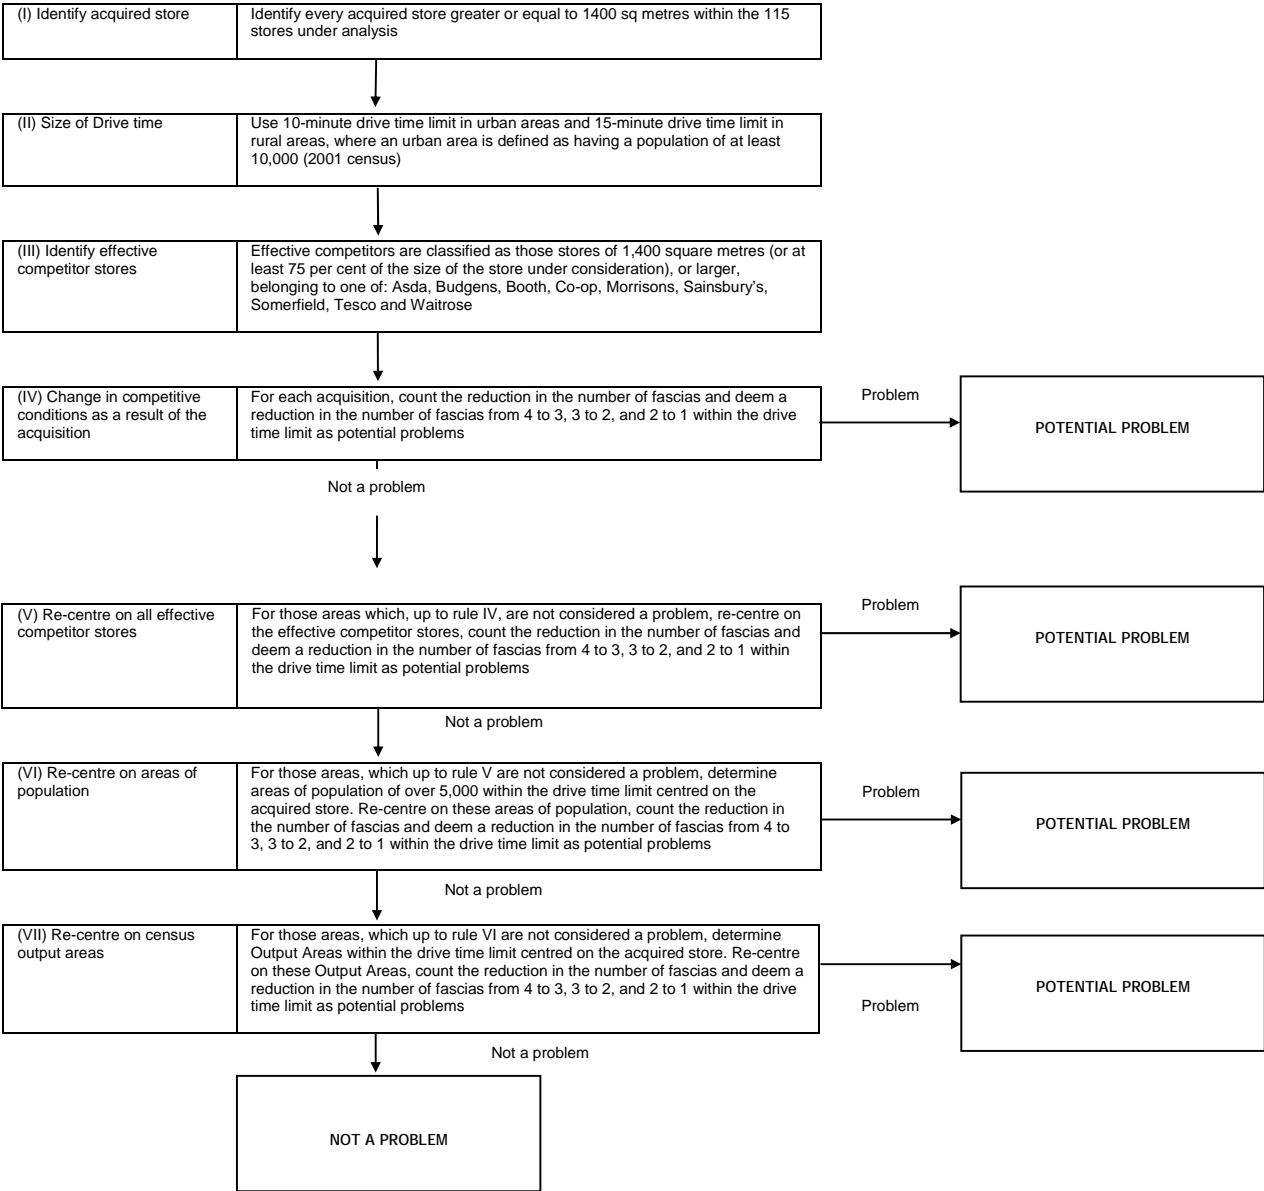 (I) Identify acquired store
Identify every acquired store greater or equal to 1400 sq metres within the 115
stores under analysis
(II) Size of Drive time
Use 10-minute drive time limit in urban areas and 15-minute drive time limit in
rural areas, where an urban area is defined as having a population of at least
10,000 (2001 census)
(III) Identify effective
competitor stores
Effective competitors are classified as those stores of 1,400 square metres (or at
least 75 per cent of the size of the store under consideration), or larger,
belonging to one of: Asda, Budgens, Booth, Co-op, Morrisons, Sainsbury's,
Somerfield, Tesco and Waitrose
(IV) Change in competitive
conditions as a result of the
acquisition
For each acquisition, count the reduction in the number of fascias and deem a
reduction in the number of fascias from 4 to 3, 3 to 2, and 2 to 1 within the drive
time limit as potential problems
Problem
POTENTIAL PROBLEM
Not a problem
(V) Re-centre on all effective
competitor stores
For those areas which, up to rule IV, are not considered a problem, re-centre on
the effective competitor stores, count the reduction in the number of fascias and
deem a reduction in the number of fascias from 4 to 3, 3 to 2, and 2 to 1 within
the drive time limit as potential problems
Problem
POTENTIAL PROBLEM
Not a problem
(VI) Re-centre on areas of
population
For those areas, which up to rule V are not considered a problem, determine
areas of population of over 5,000 within the drive time limit centred on the
acquired store. Re-centre on these areas of population, count the reduction in
the number of fascias and deem a reduction in the number of fascias from 4 to
3, 3 to 2, and 2 to 1 within the drive time limit as potential problems
Problem
POTENTIAL PROBLEM
Not a problem
(VII) Re-centre on census
output areas
For those areas, which up to rule VI are not considered a problem, determine
Output Areas within the drive time limit centred on the acquired store. Re-centre
on these Output Areas, count the reduction in the number of fascias and deem a
reduction in the number of fascias from 4 to 3, 3 to 2, and 2 to 1 within the drive
time limit as potential problems
Problem
POTENTIAL PROBLEM
Not a problem
NOT A PROBLEM